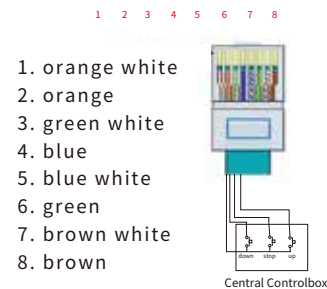 1 2 3 4 5 6 7 8
1. orange white
2. orange
3. green white
4. blue
5. blue white
6. green
7. brown white
8. brown
down stop up
Central Controlbox